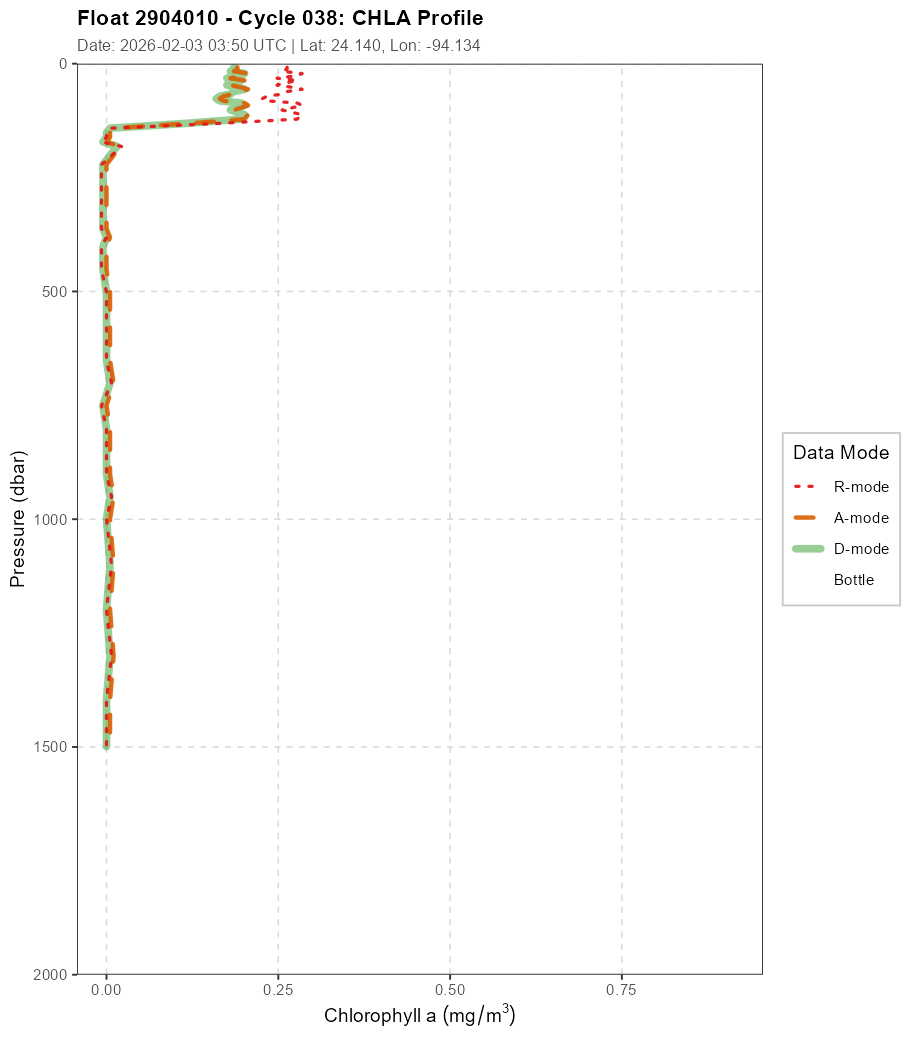 Float 2904010 - Cycle 038: CHLA Profile
Date: 2026-02-03 03:50 UTC | Lat: 24.140, Lon: -94.134
0
500
1000
1500
2000
Pressure (dbar)
0.00
0.25
0.50
0.75
Chlorophyll a (mg/m³)
Data Mode
R-mode
A-mode
D-mode
Bottle